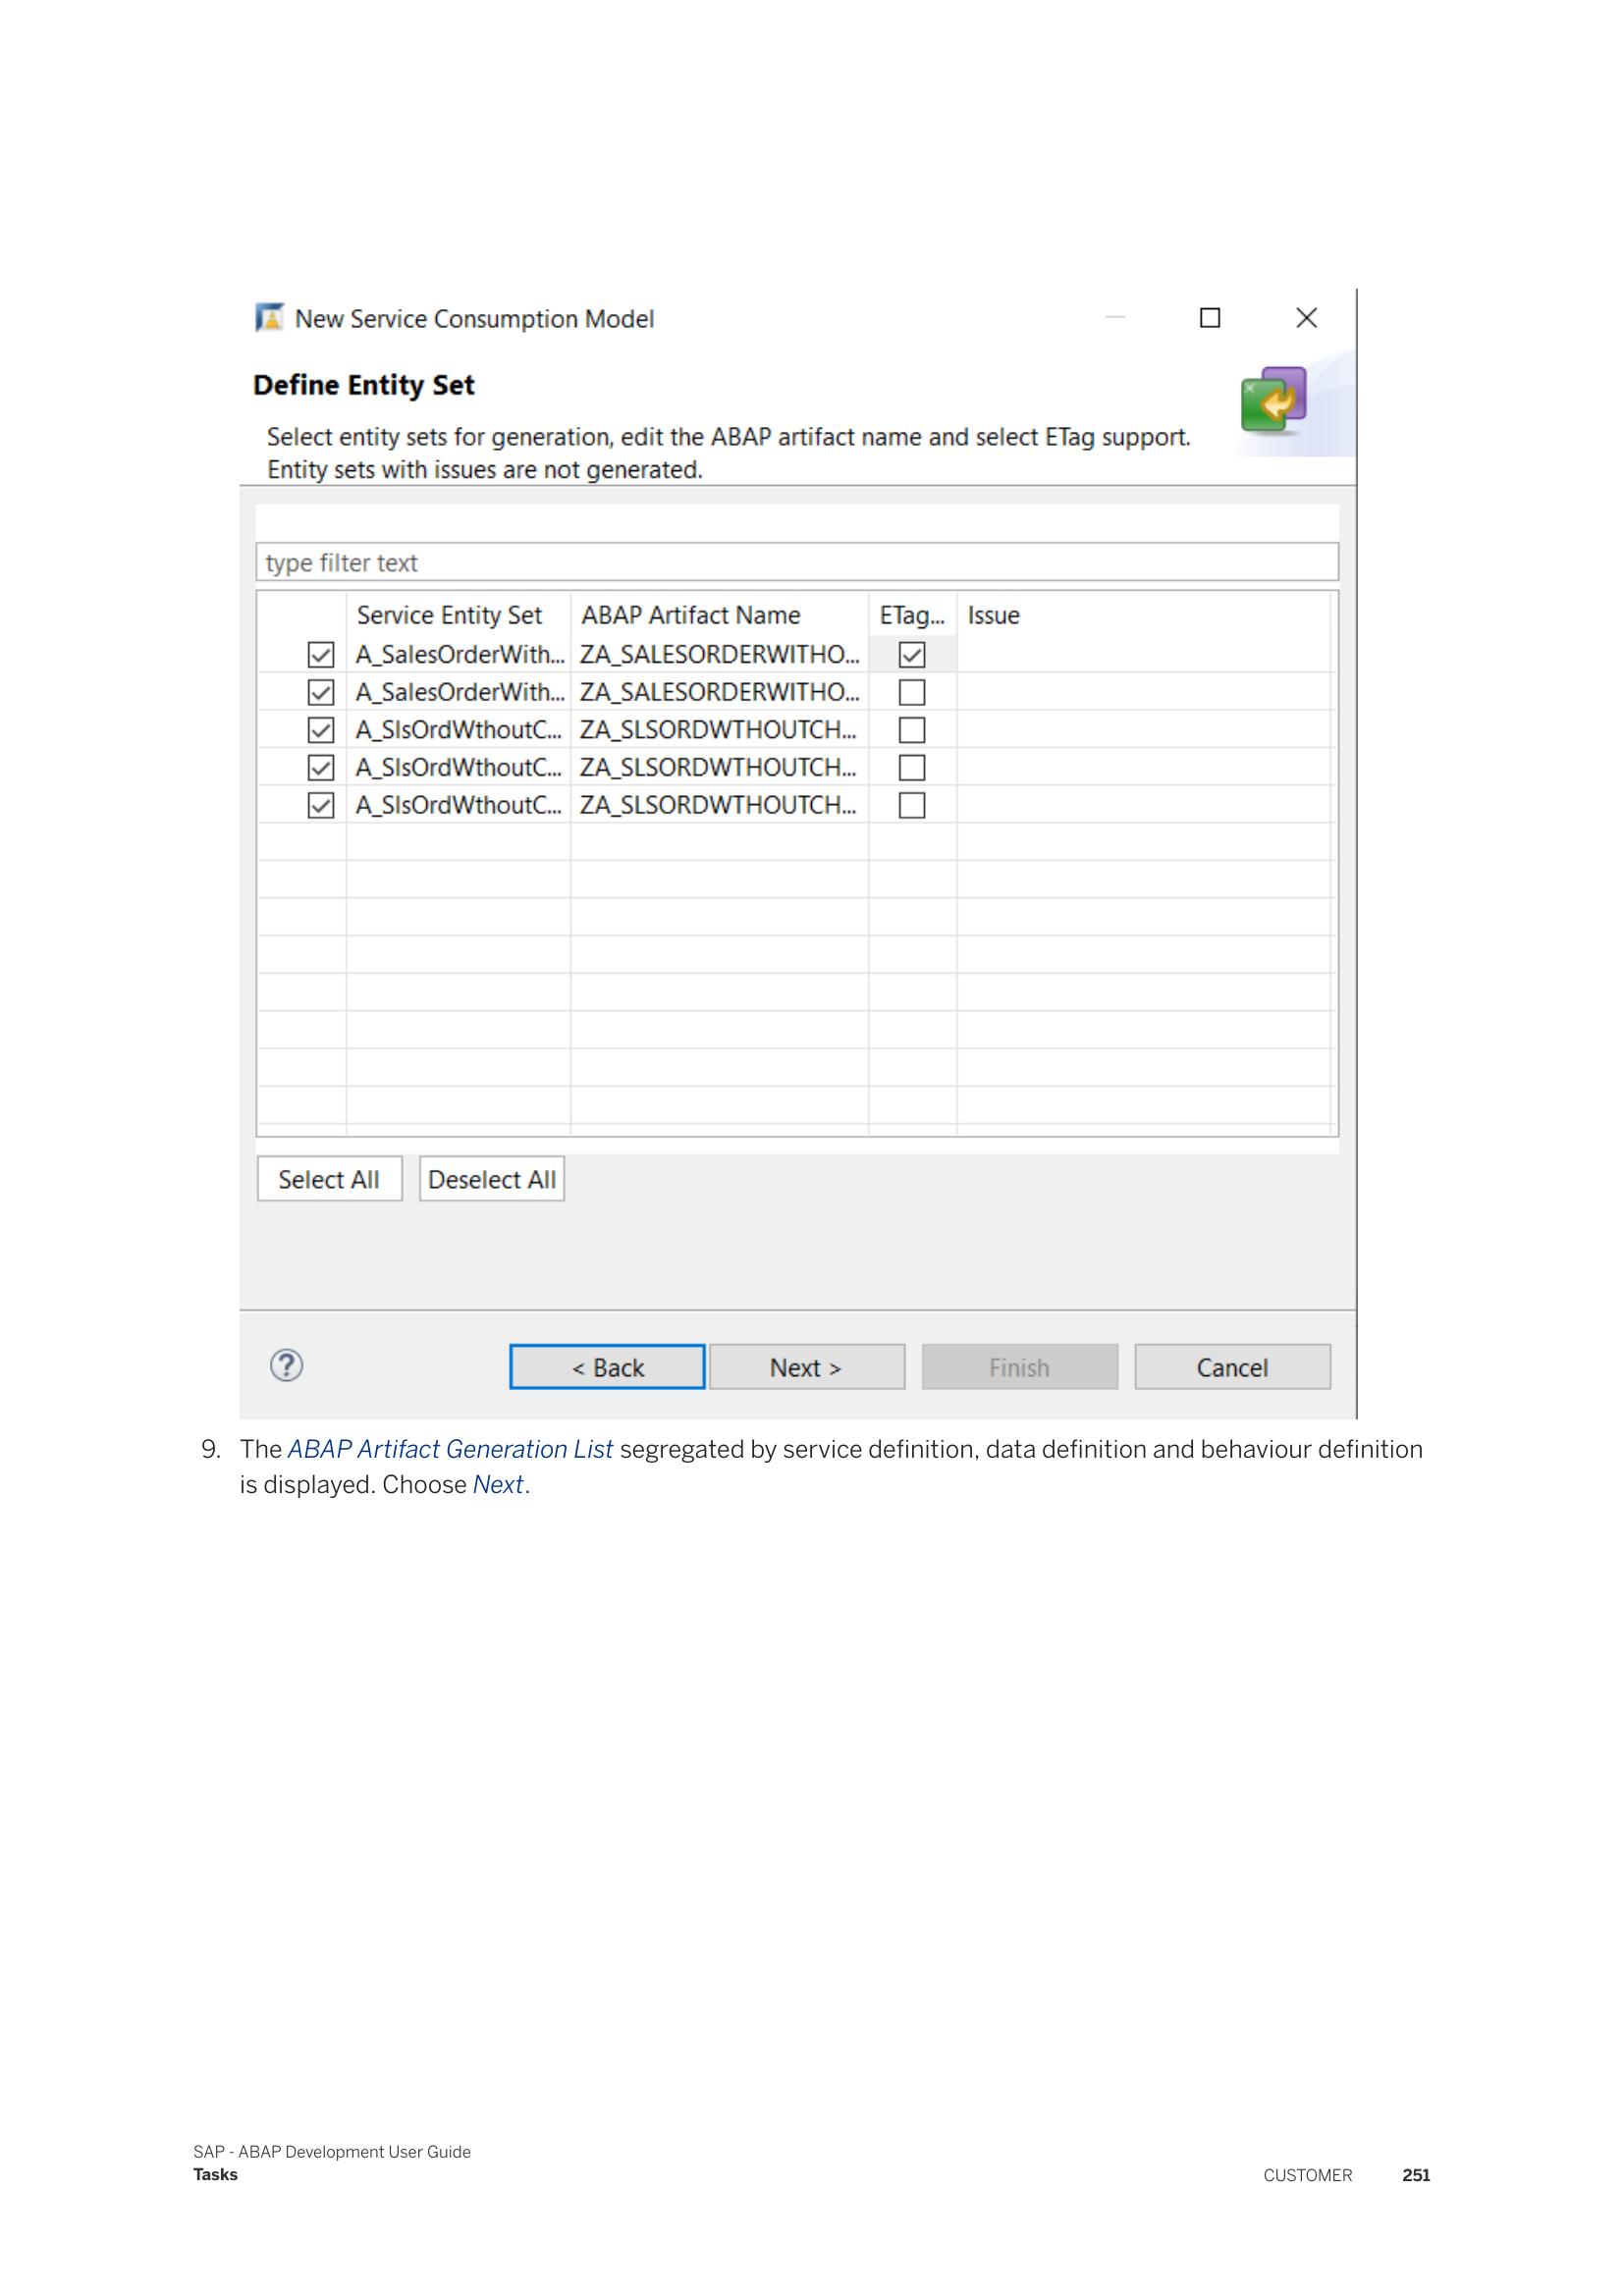 New Service Consumption Model
Define Entity Set
Select entity sets for generation, edit the ABAP artifact name and select ETag support.
Entity sets with issues are not generated.
type filter text
Service Entity Set ABAP Artifact Name ETag... Issue
A_SalesOrderWith... ZA_SALESORDERWITHO...
A_SalesOrderWith... ZA_SALESORDERWITHO...
A_SlsOrdWthoutC... ZA_SLSORDWTHOUTCH...
A_SlsOrdWthoutC... ZA_SLSORDWTHOUTCH...
A_SlsOrdWthoutC... ZA_SLSORDWTHOUTCH...
Select All Deselect All
< Back Next > Finish Cancel
9. The ABAP Artifact Generation List segregated by service definition, data definition and behaviour definition
is displayed. Choose Next.
SAP - ABAP Development User Guide
Tasks
CUSTOMER 251